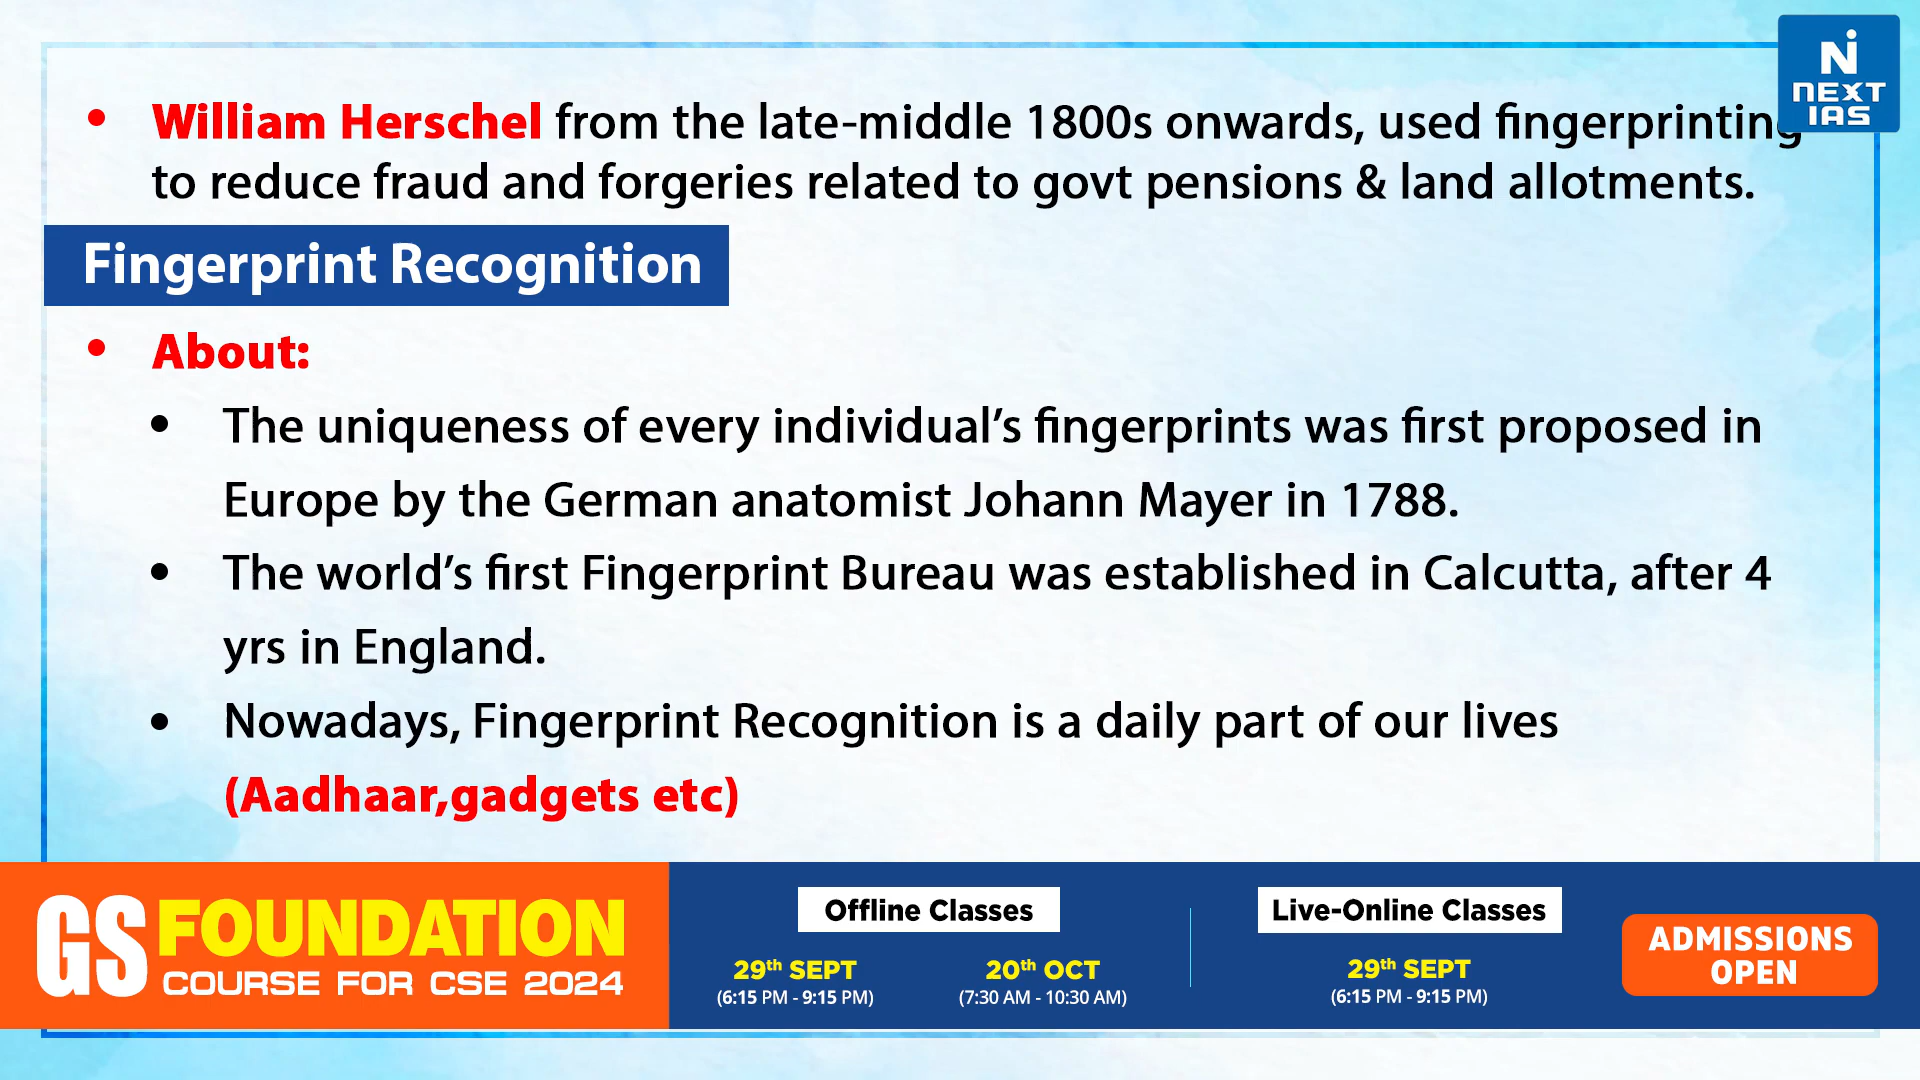 NEXT IAS
• William Herschel from the late-middle 1800s onwards, used fingerprinting
to reduce fraud and forgeries related to govt pensions & land allotments.
Fingerprint Recognition
• About:
• The uniqueness of every individual’s fingerprints was first proposed in
Europe by the German anatomist Johann Mayer in 1788.
• The world’s first Fingerprint Bureau was established in Calcutta, after 4
yrs in England.
• Nowadays, Fingerprint Recognition is a daily part of our lives
(Aadhaar,gadgets etc)
GS FOUNDATION
COURSE FOR CSE 2024
Offline Classes
29th SEPT
(6:15 PM - 9:15 PM)
20th OCT
(7:30 AM - 10:30 AM)
Live-Online Classes
29th SEPT
(6:15 PM - 9:15 PM)
ADMISSIONS
OPEN